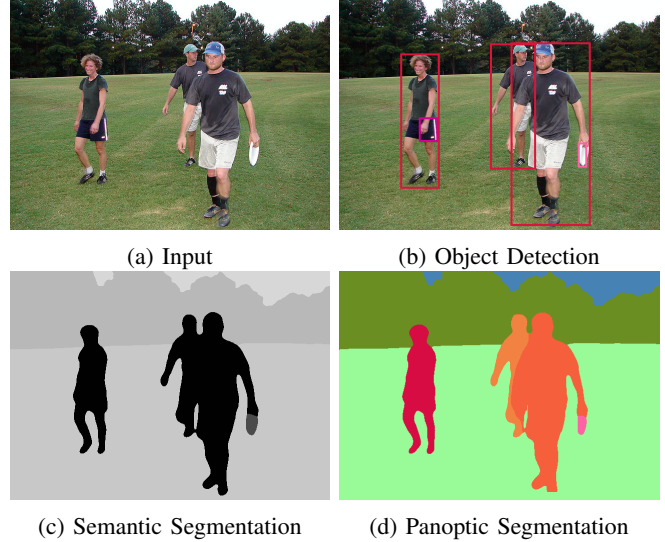 (a) Input
(b) Object Detection
(c) Semantic Segmentation
(d) Panoptic Segmentation